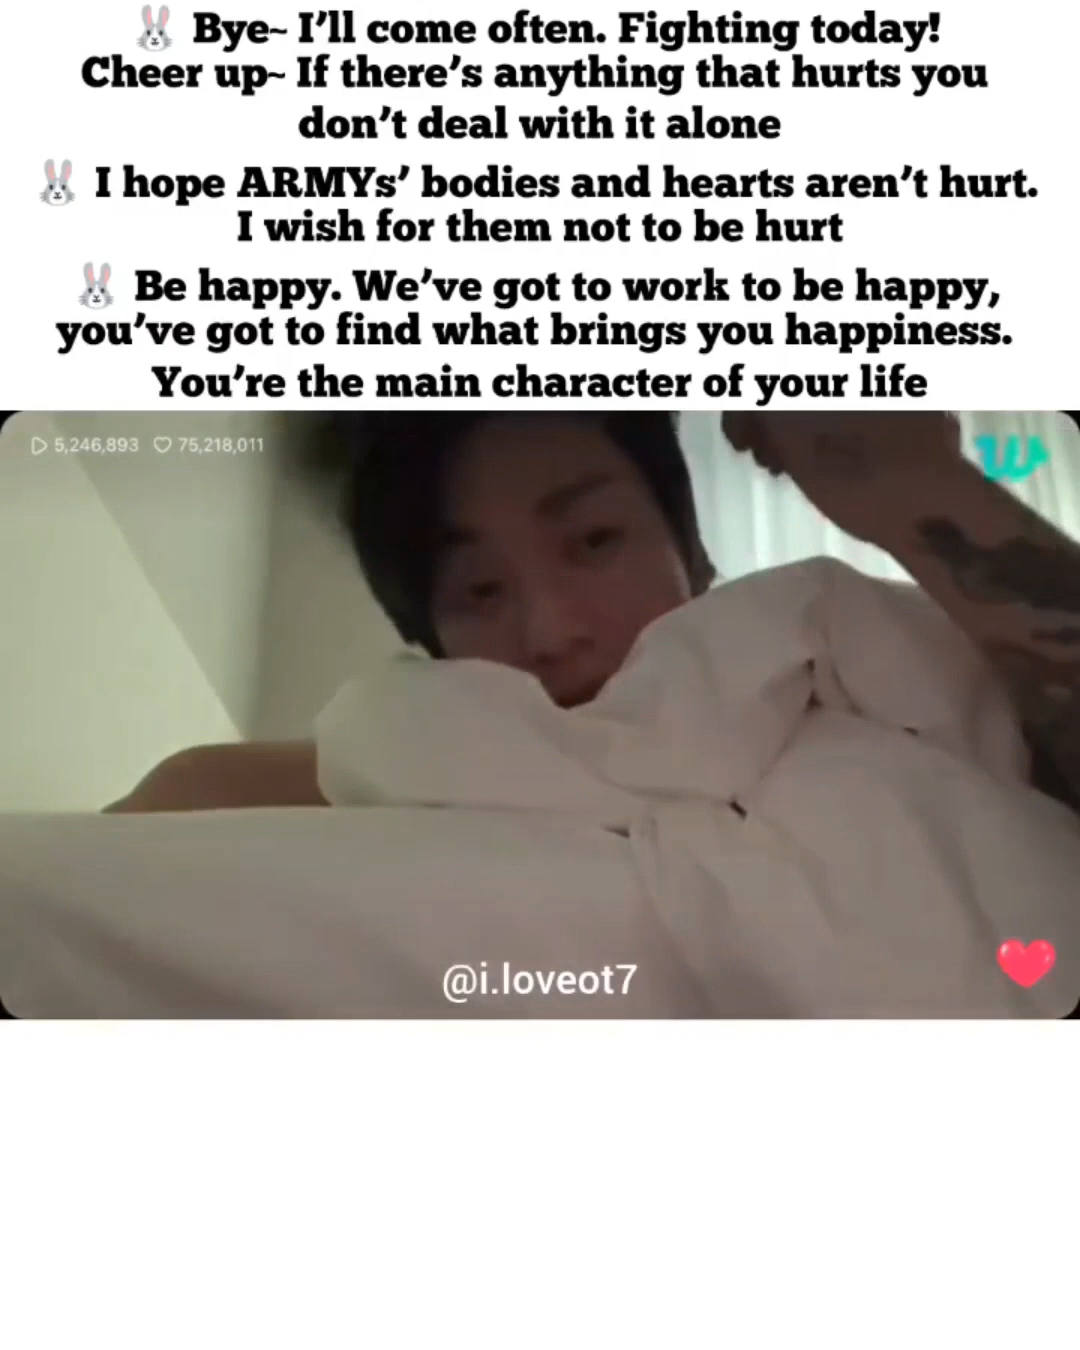 🐰 Bye~ I’ll come often. Fighting today!
Cheer up~ If there’s anything that hurts you
don’t deal with it alone
🐰 I hope ARMYs’ bodies and hearts aren’t hurt.
I wish for them not to be hurt
🐰 Be happy. We’ve got to work to be happy,
you’ve got to find what brings you happiness.
You’re the main character of your life
5,246,893 75,218,011
W
@i.loveot7